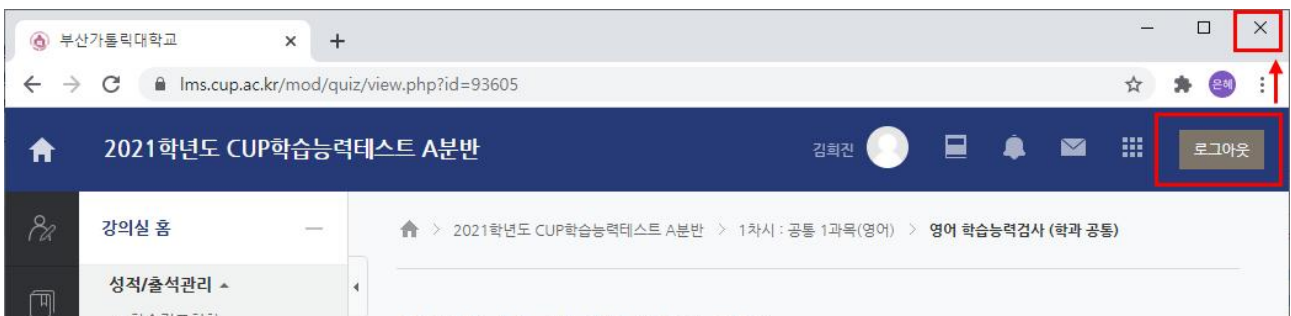 부산가톨릭대학교
lms.cup.ac.kr/mod/quiz/view.php?id=93605
은혜
2021학년도 CUP학습능력테스트 A분반
김희진
로그아웃
강의실 홈
2021학년도 CUP학습능력테스트 A분반 > 1차시 : 공통 1과목(영어) > 영어 학습능력검사 (학과 공통)
성적/출석관리